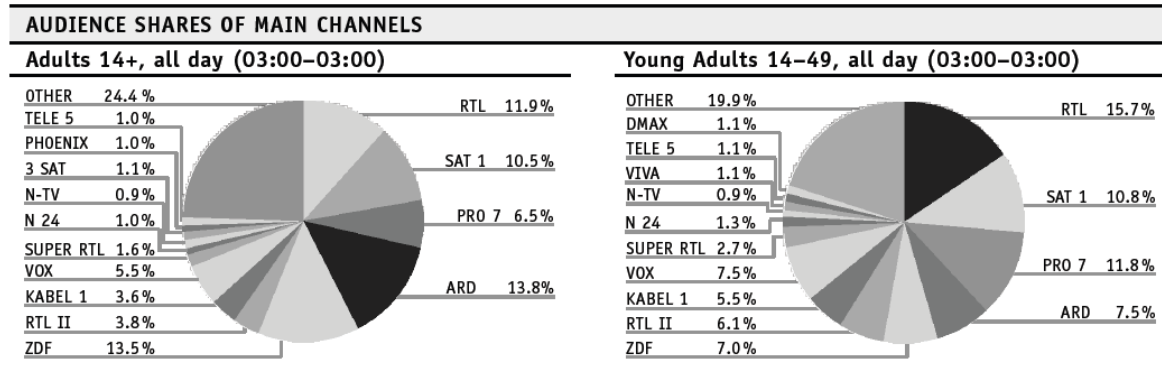 AUDIENCE SHARES OF MAIN CHANNELS
Adults 14+, all day (03:00–03:00)
OTHER 24.4 %
TELE 5 1.0 %
PHOENIX 1.0 %
3 SAT 1.1 %
N-TV 0.9 %
N 24 1.0 %
SUPER RTL 1.6 %
VOX 5.5 %
KABEL 1 3.6 %
RTL II 3.8 %
ZDF 13.5 %
RTL 11.9 %
SAT 1 10.5 %
PRO 7 6.5 %
ARD 13.8 %
Young Adults 14–49, all day (03:00–03:00)
OTHER 19.9 %
DMAX 1.1 %
TELE 5 1.1 %
VIVA 1.1 %
N-TV 0.9 %
N 24 1.3 %
SUPER RTL 2.7 %
VOX 7.5 %
KABEL 1 5.5 %
RTL II 6.1 %
ZDF 7.0 %
RTL 15.7 %
SAT 1 10.8 %
PRO 7 11.8 %
ARD 7.5 %